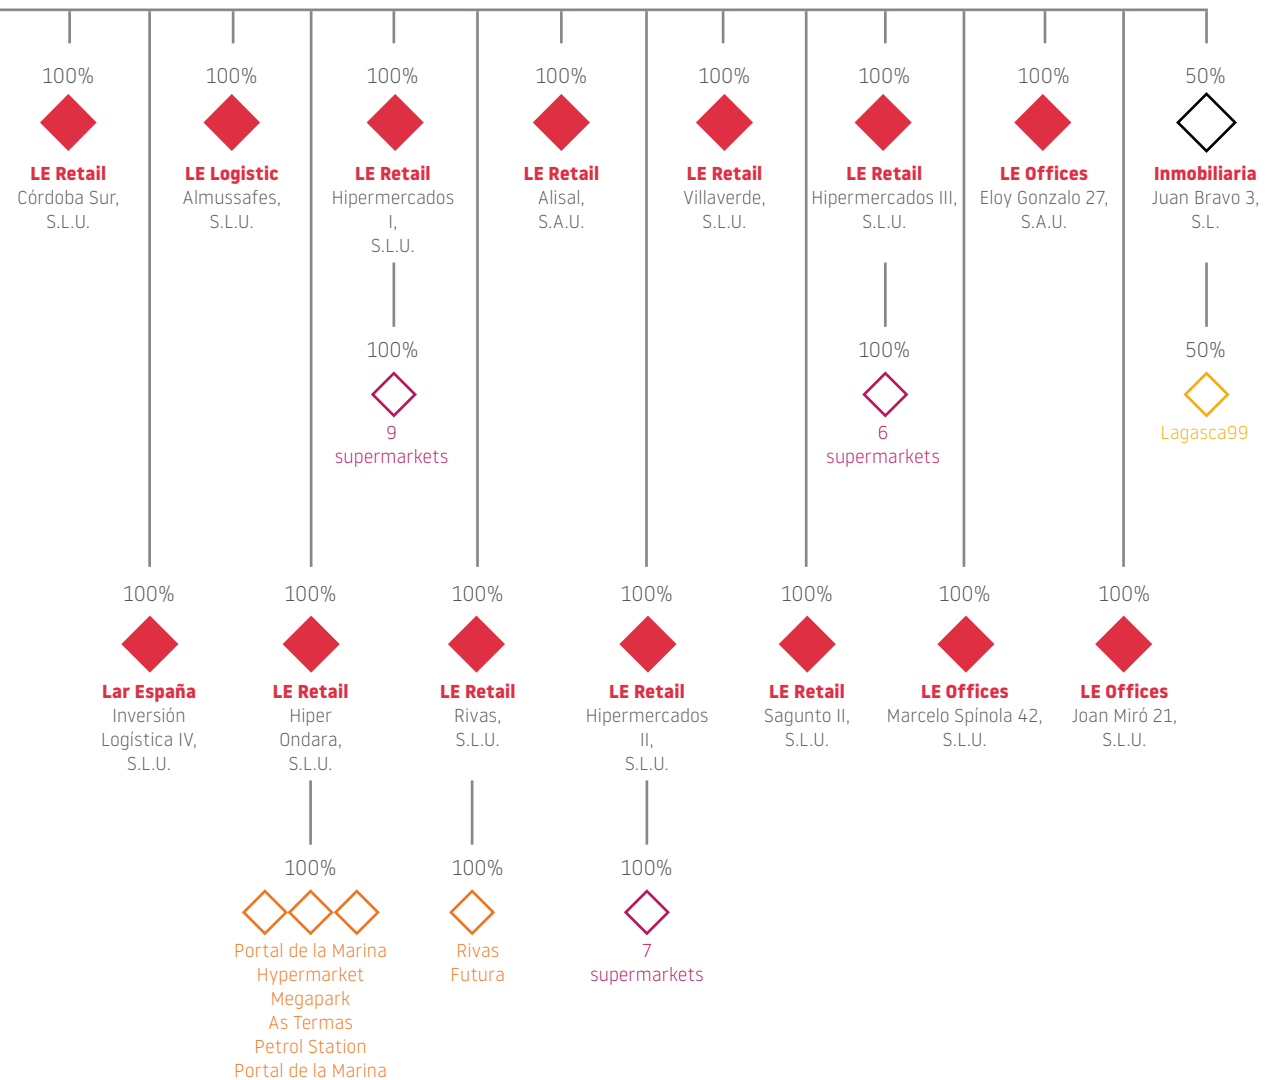 100%
LE Retail
Córdoba Sur,
S.L.U.
100%
LE Logistic
Almussafes,
S.L.U.
100%
LE Retail
Hipermercados
I,
S.L.U.
100%
9
supermarkets
100%
LE Retail
Alisal,
S.A.U.
100%
LE Retail
Villaverde,
S.L.U.
100%
LE Retail
Hipermercados III,
S.L.U.
100%
6
supermarkets
100%
LE Offices
Eloy Gonzalo 27,
S.A.U.
50%
Inmobiliaria
Juan Bravo 3,
S.L.
50%
Lagasca99
100%
Lar España
Inversión
Logística IV,
S.L.U.
100%
LE Retail
Hiper
Ondara,
S.L.U.
100%
Portal de la Marina
Hypermarket
Megapark
As Termas
Petrol Station
Portal de la Marina
100%
LE Retail
Rivas,
S.L.U.
100%
Rivas
Futura
100%
LE Retail
Hipermercados
II,
S.L.U.
100%
7
supermarkets
100%
LE Retail
Sagunto II,
S.L.U.
100%
LE Offices
Marcelo Spínola 42,
S.L.U.
100%
LE Offices
Joan Miró 21,
S.L.U.